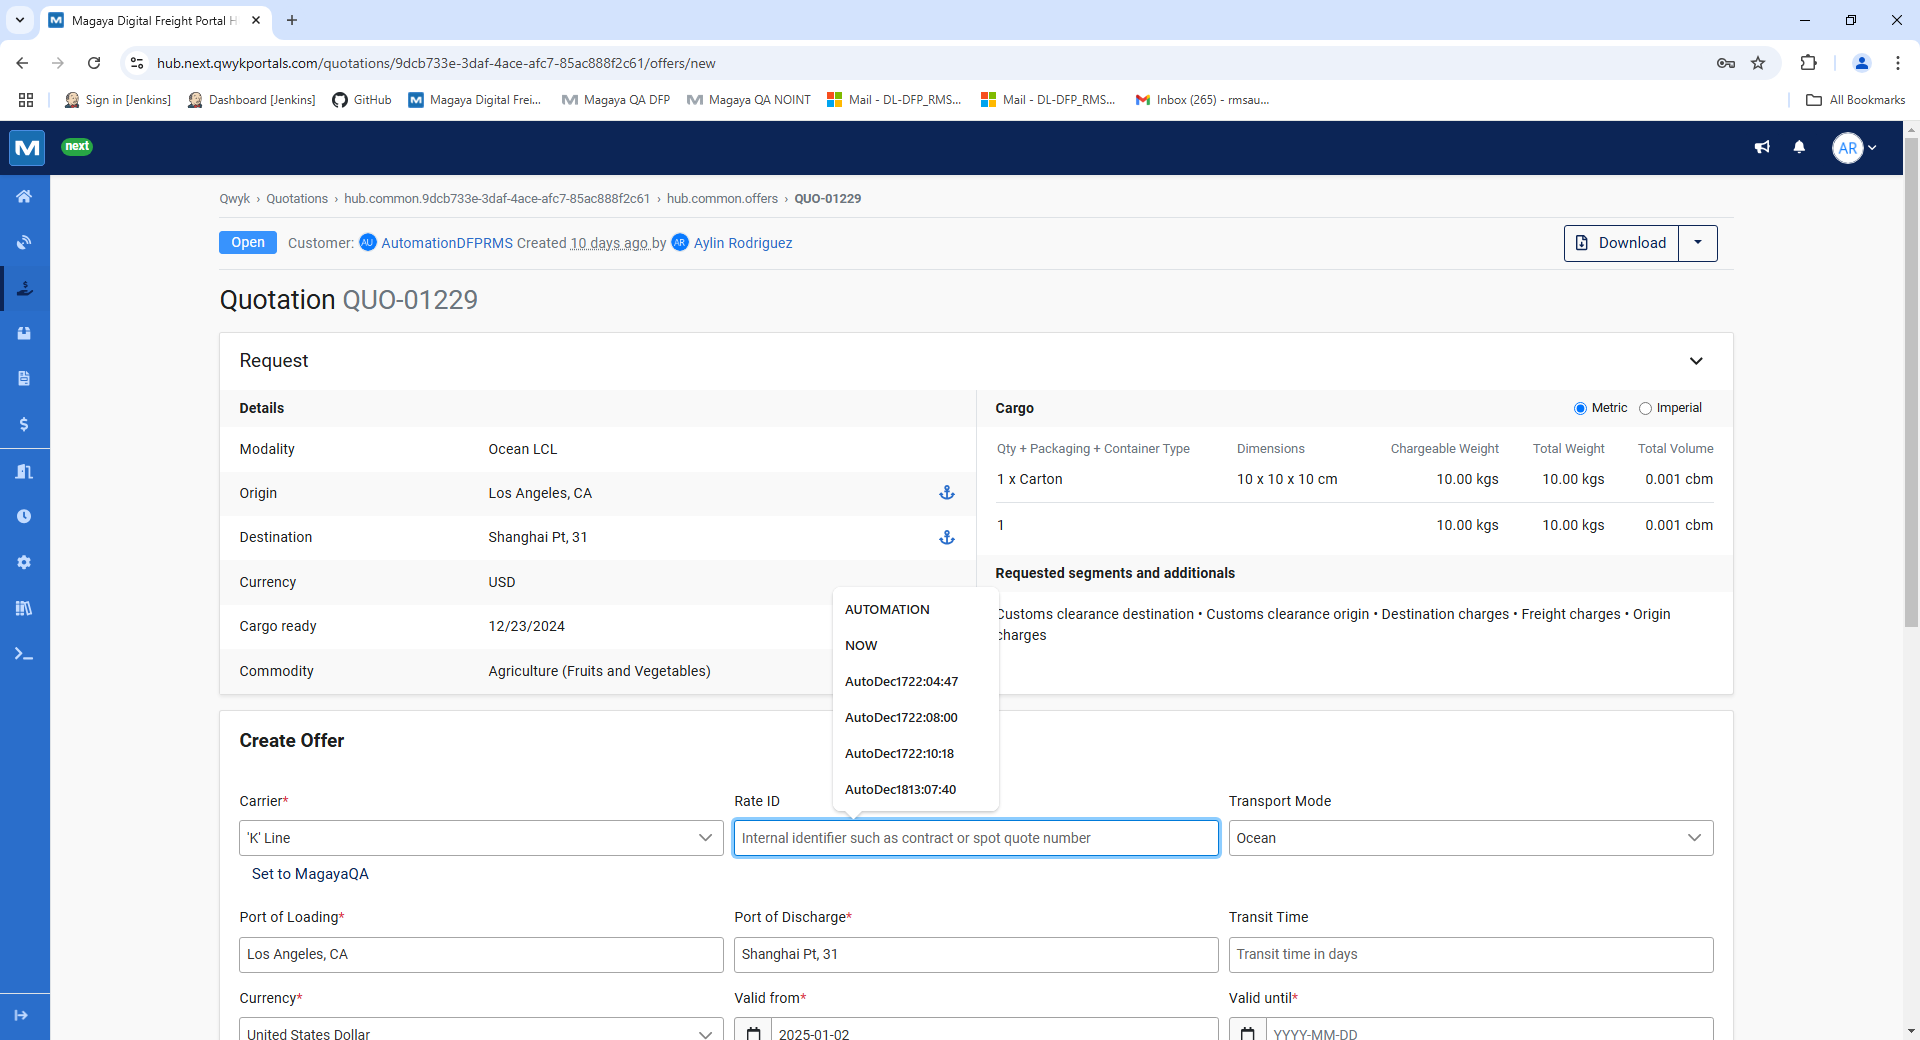 Magaya Digital Freight Portal H
hub.next.qwykportals.com/quotations/9dcb733e-3daf-4ace-afc7-85ac888f2c61/offers/new
Sign in [Jenkins]
Dashboard [Jenkins]
GitHub
Magaya Digital Frei...
Magaya QA DFP
Magaya QA NOINT
Mail - DL-DFP_RMS...
Mail - DL-DFP_RMS...
Inbox (265) - rmsau...
All Bookmarks
next
AR
Qwyk › Quotations › hub.common.9dcb733e-3daf-4ace-afc7-85ac888f2c61 › hub.common.offers › QUO-01229
Open
Customer: AU AutomationDFPRMS Created 10 days ago by AR Aylin Rodriguez
Download
Quotation QUO-01229
Request
Details
Modality
Ocean LCL
Origin
Los Angeles, CA
Destination
Shanghai Pt, 31
Currency
USD
Cargo ready
12/23/2024
Commodity
Agriculture (Fruits and Vegetables)
Cargo
Metric
Imperial
Qty + Packaging + Container Type
Dimensions
Chargeable Weight
Total Weight
Total Volume
1 x Carton
10 x 10 x 10 cm
10.00 kgs
10.00 kgs
0.001 cbm
1
10.00 kgs
10.00 kgs
0.001 cbm
Requested segments and additionals
Customs clearance destination • Customs clearance origin • Destination charges • Freight charges • Origin
charges
AUTOMATION
NOW
AutoDec1722:04:47
AutoDec1722:08:00
AutoDec1722:10:18
AutoDec1813:07:40
Create Offer
Carrier*
'K' Line
Set to MagayaQA
Rate ID
Internal identifier such as contract or spot quote number
Transport Mode
Ocean
Port of Loading*
Los Angeles, CA
Port of Discharge*
Shanghai Pt, 31
Transit Time
Transit time in days
Currency*
United States Dollar
Valid from*
2025-01-02
Valid until*
YYYY-MM-DD